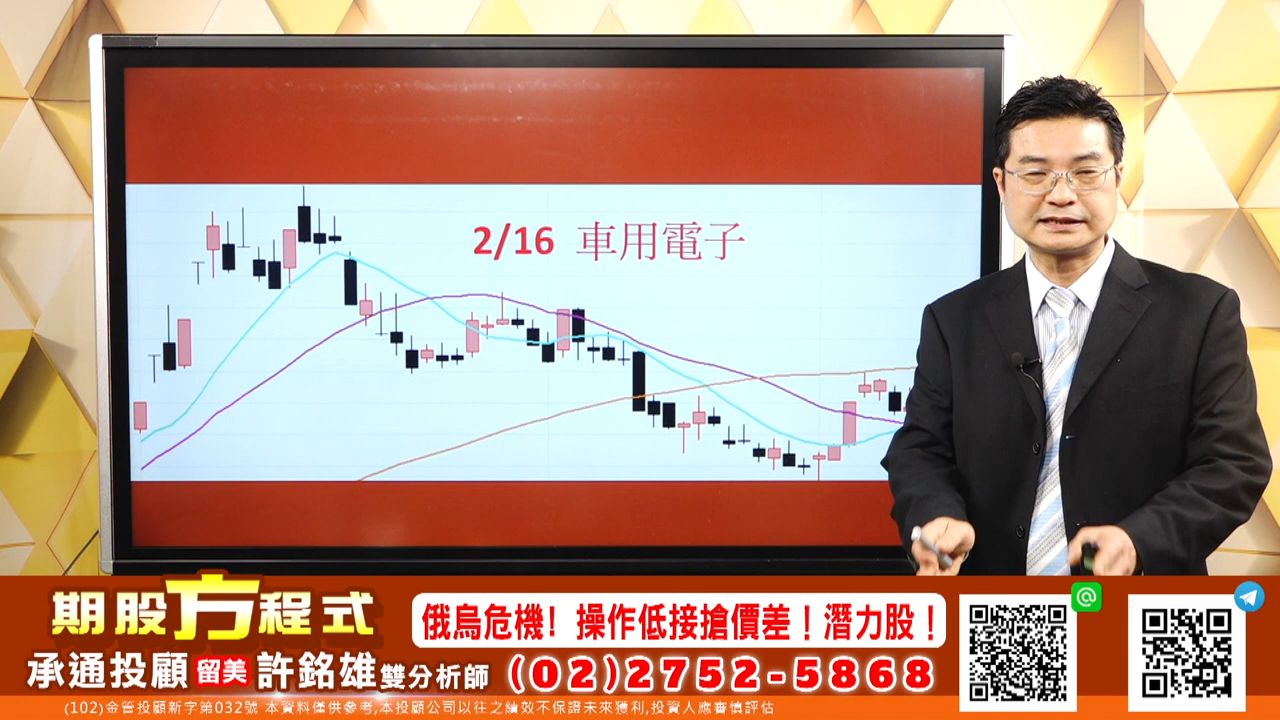 2/16 車用電子
期股方程式
俄烏危機! 操作低接搶價差!潛力股!
承通投顧 留美 許銘雄 雙分析師 (02)2752-5868
(102)金管投顧新字第032號 本資料僅供參考,本投顧公司以往之績效不保證未來獲利,投資人應審慎評估